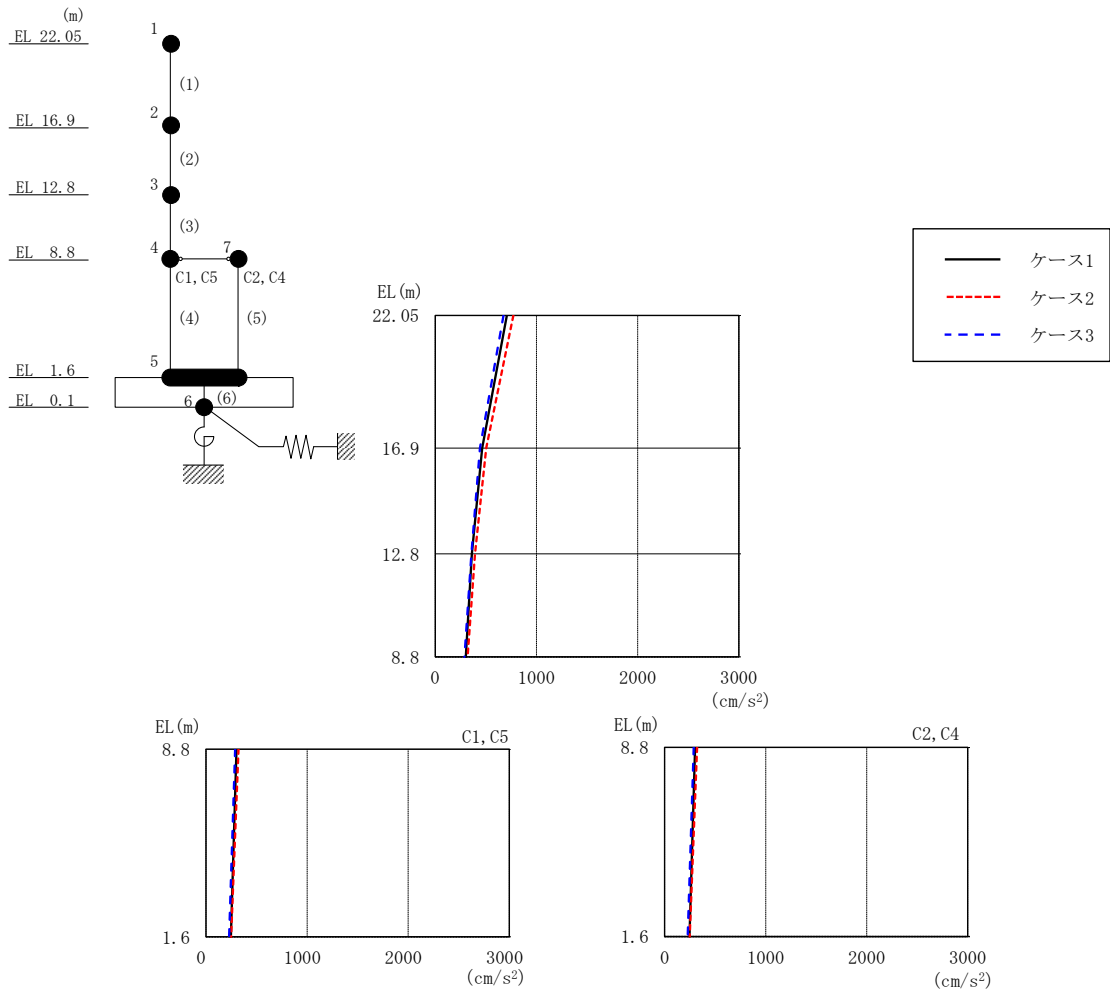 (m)
EL 22.05
EL 16.9
EL 12.8
EL 8.8
EL 1.6
EL 0.1
1
(1)
2
(2)
3
(3)
4
7
C1,C5
C2,C4
(4)
(5)
5
6
(6)
ケース1
ケース2
ケース3
EL(m)
22.05
16.9
12.8
8.8
0 1000 2000 3000
(cm/s²)
EL(m)
C1,C5
8.8
1.6
0 1000 2000 3000
(cm/s²)
EL(m)
C2,C4
8.8
1.6
0 1000 2000 3000
(cm/s²)